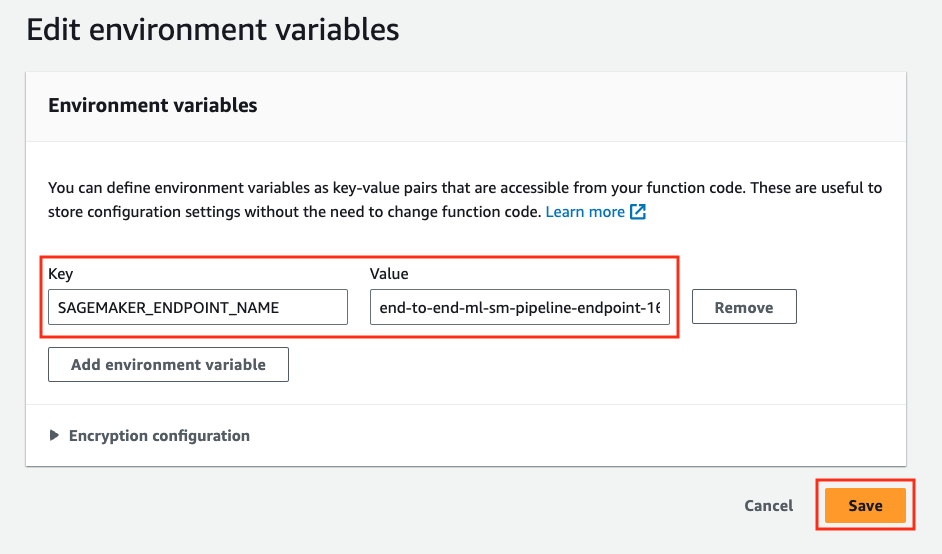 Edit environment variables
Environment variables
You can define environment variables as key-value pairs that are accessible from your function code. These are useful to
store configuration settings without the need to change function code. Learn more
Key Value
SAGEMAKER_ENDPOINT_NAME end-to-end-ml-sm-pipeline-endpoint-16 Remove
Add environment variable
Encryption configuration
Cancel Save